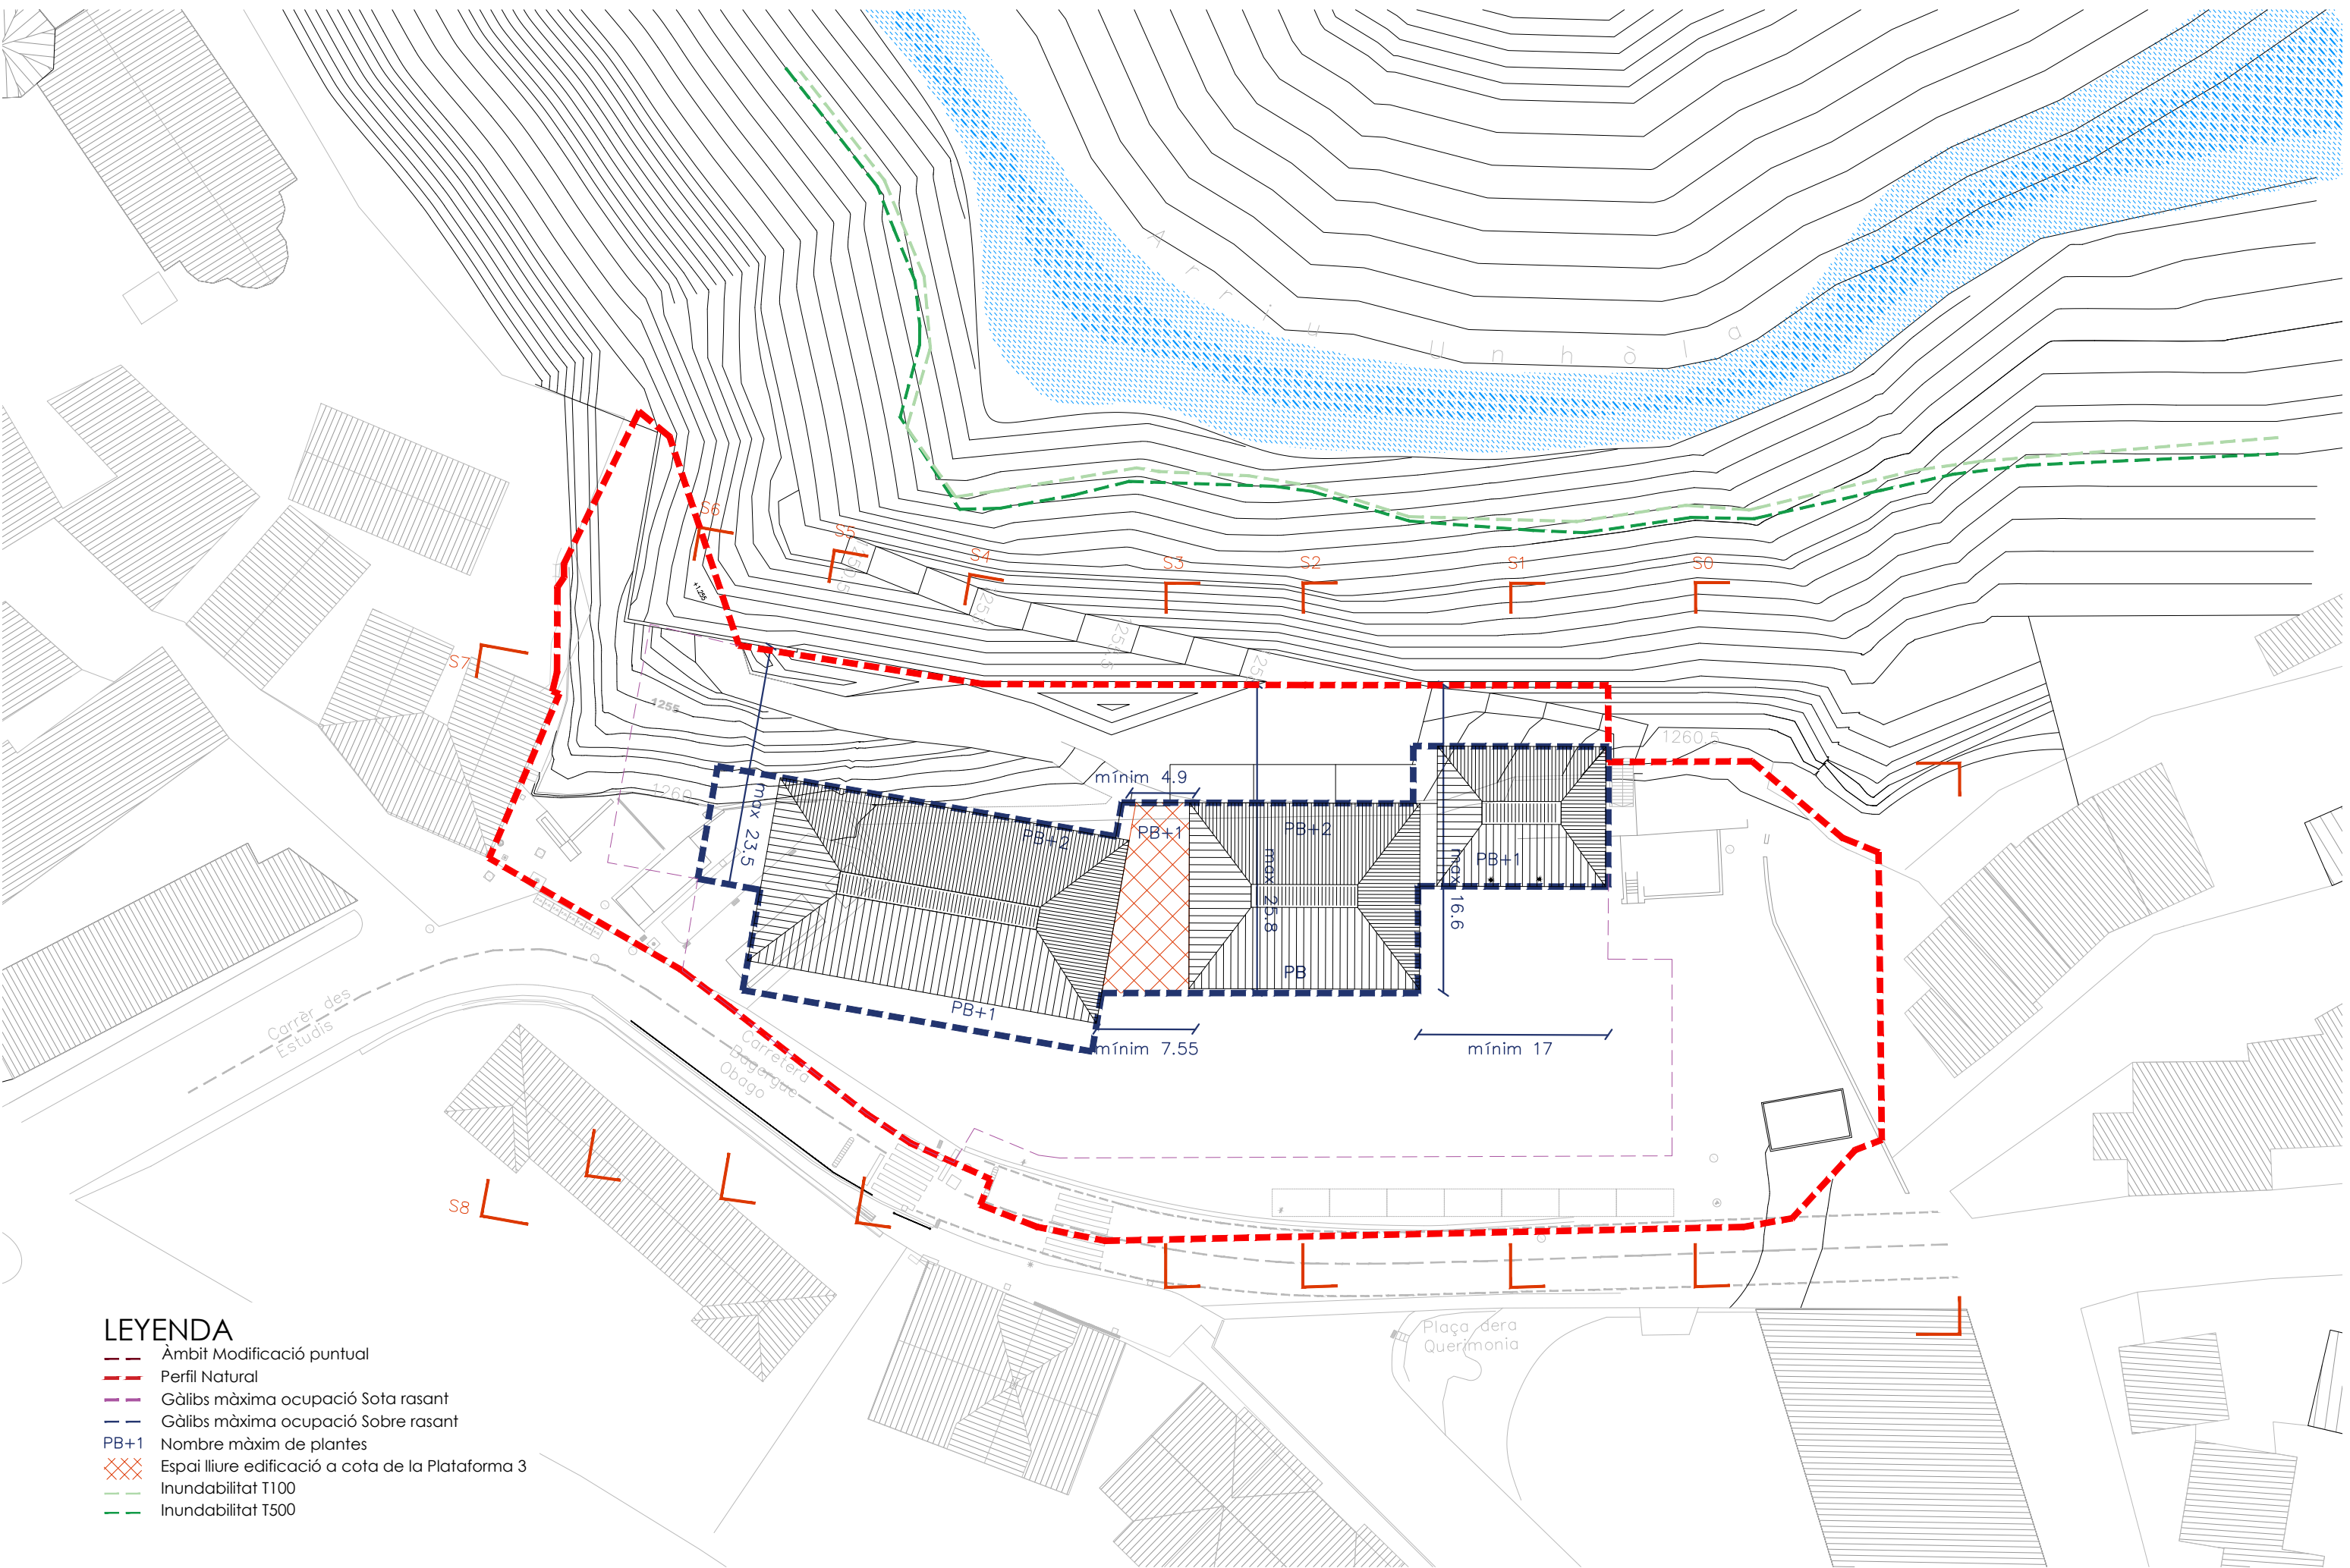 Arriu Unhòla
S6
S5
S4
S3
S2
S1
S0
S7
+1255
1255
1260
1260.5
mínim 4.9
max 23.5
PB+2
PB+1
PB+2
PB+1
max 25.8
max 16.6
PB
PB+1
mínim 7.55
mínim 17
Carrèr des
Estudis
Carretera
Bagergue
Obago
S8
Plaça dera
Querimonia
LEYENDA
Àmbit Modificació puntual
Perfil Natural
Gàlibs màxima ocupació Sota rasant
Gàlibs màxima ocupació Sobre rasant
PB+1 Nombre màxim de plantes
Espai lliure edificació a cota de la Plataforma 3
Inundabilitat T100
Inundabilitat T500